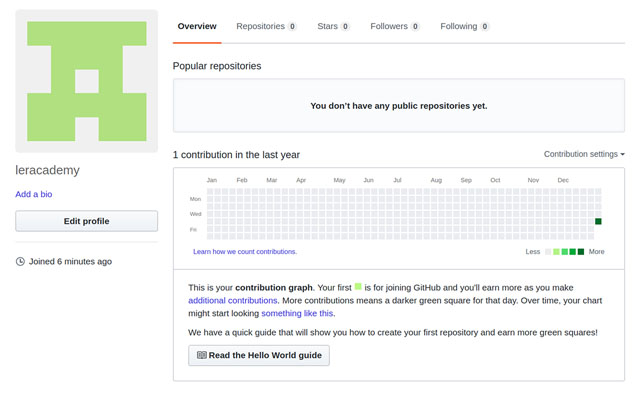 Overview Repositories 0 Stars 0 Followers 0 Following 0
Popular repositories
You don't have any public repositories yet.
leracademy
Add a bio
Edit profile
Joined 6 minutes ago
1 contribution in the last year
Contribution settings
Jan Feb Mar Apr May Jun Jul Aug Sep Oct Nov Dec
Mon
Wed
Fri
Learn how we count contributions.
Less More
This is your contribution graph. Your first is for joining GitHub and you'll earn more as you make
additional contributions. More contributions means a darker green square for that day. Over time, your chart
might start looking something like this.
We have a quick guide that will show you how to create your first repository and earn more green squares!
Read the Hello World guide